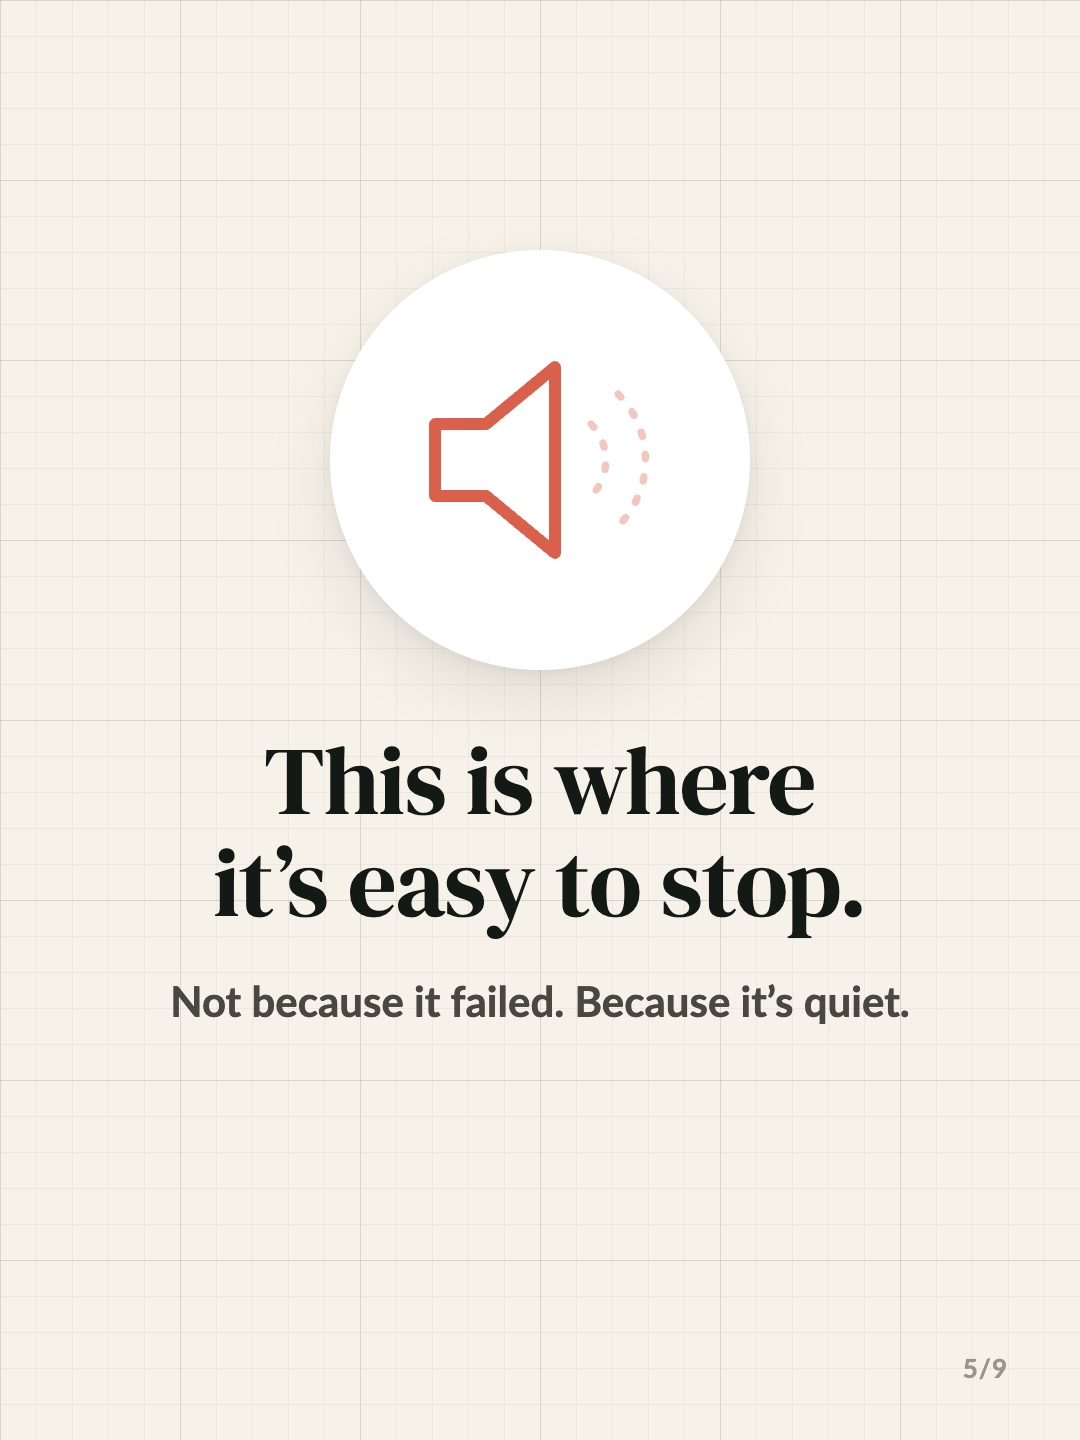 This is where
it’s easy to stop.
Not because it failed. Because it’s quiet.
5/9